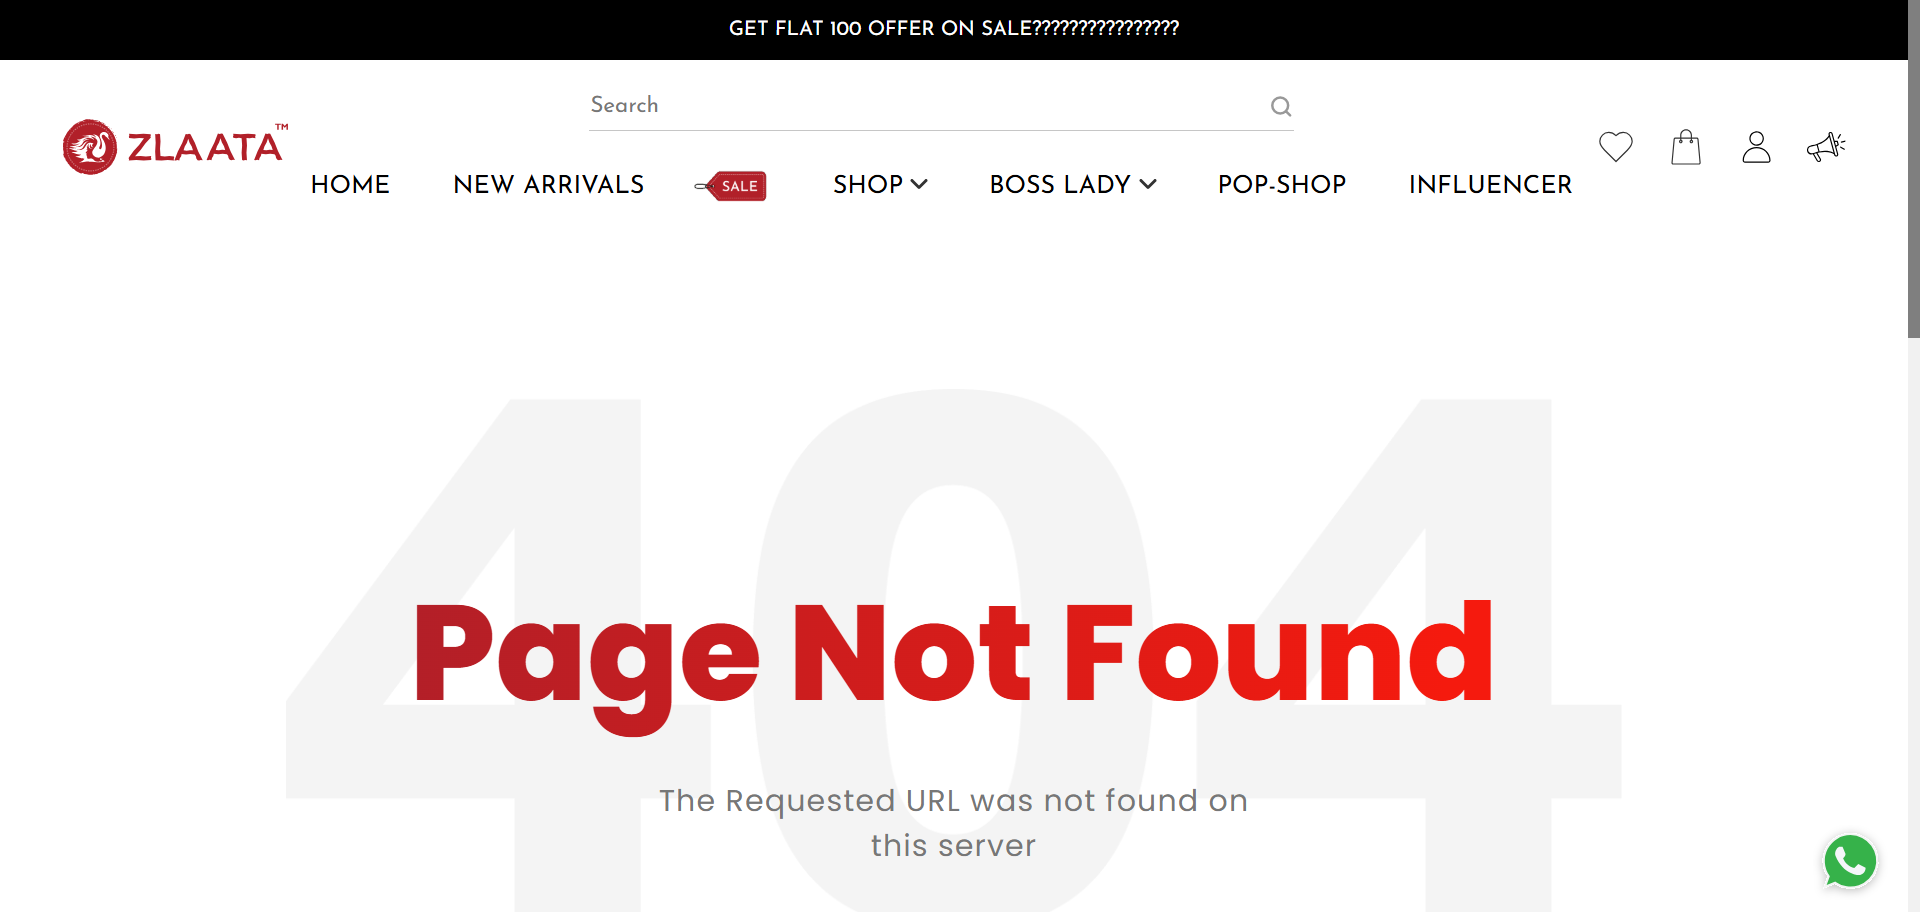 GET FLAT 100 OFFER ON SALE????????????????
Search
ZLAATA™
HOME
NEW ARRIVALS
SALE
SHOP
BOSS LADY
POP-SHOP
INFLUENCER
404
Page Not Found
The Requested URL was not found on
this server